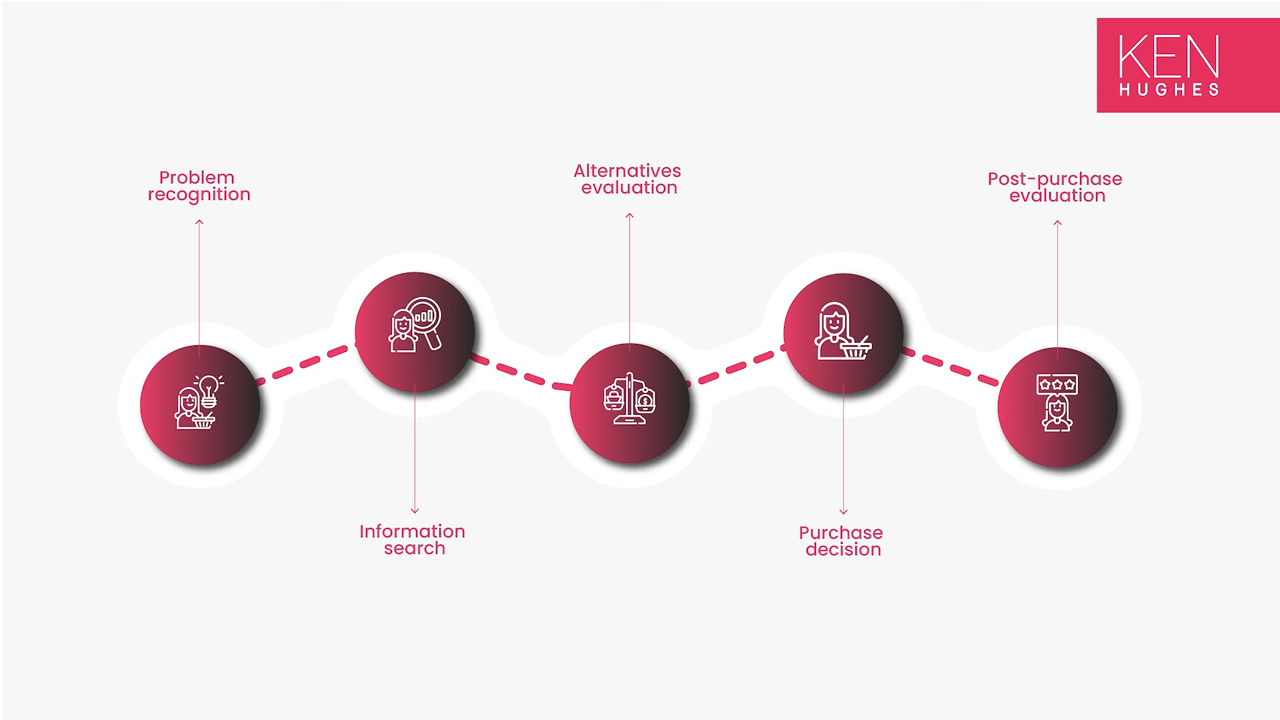 KEN
HUGHES
Problem
recognition
Alternatives
evaluation
Post-purchase
evaluation
Information
search
Purchase
decision